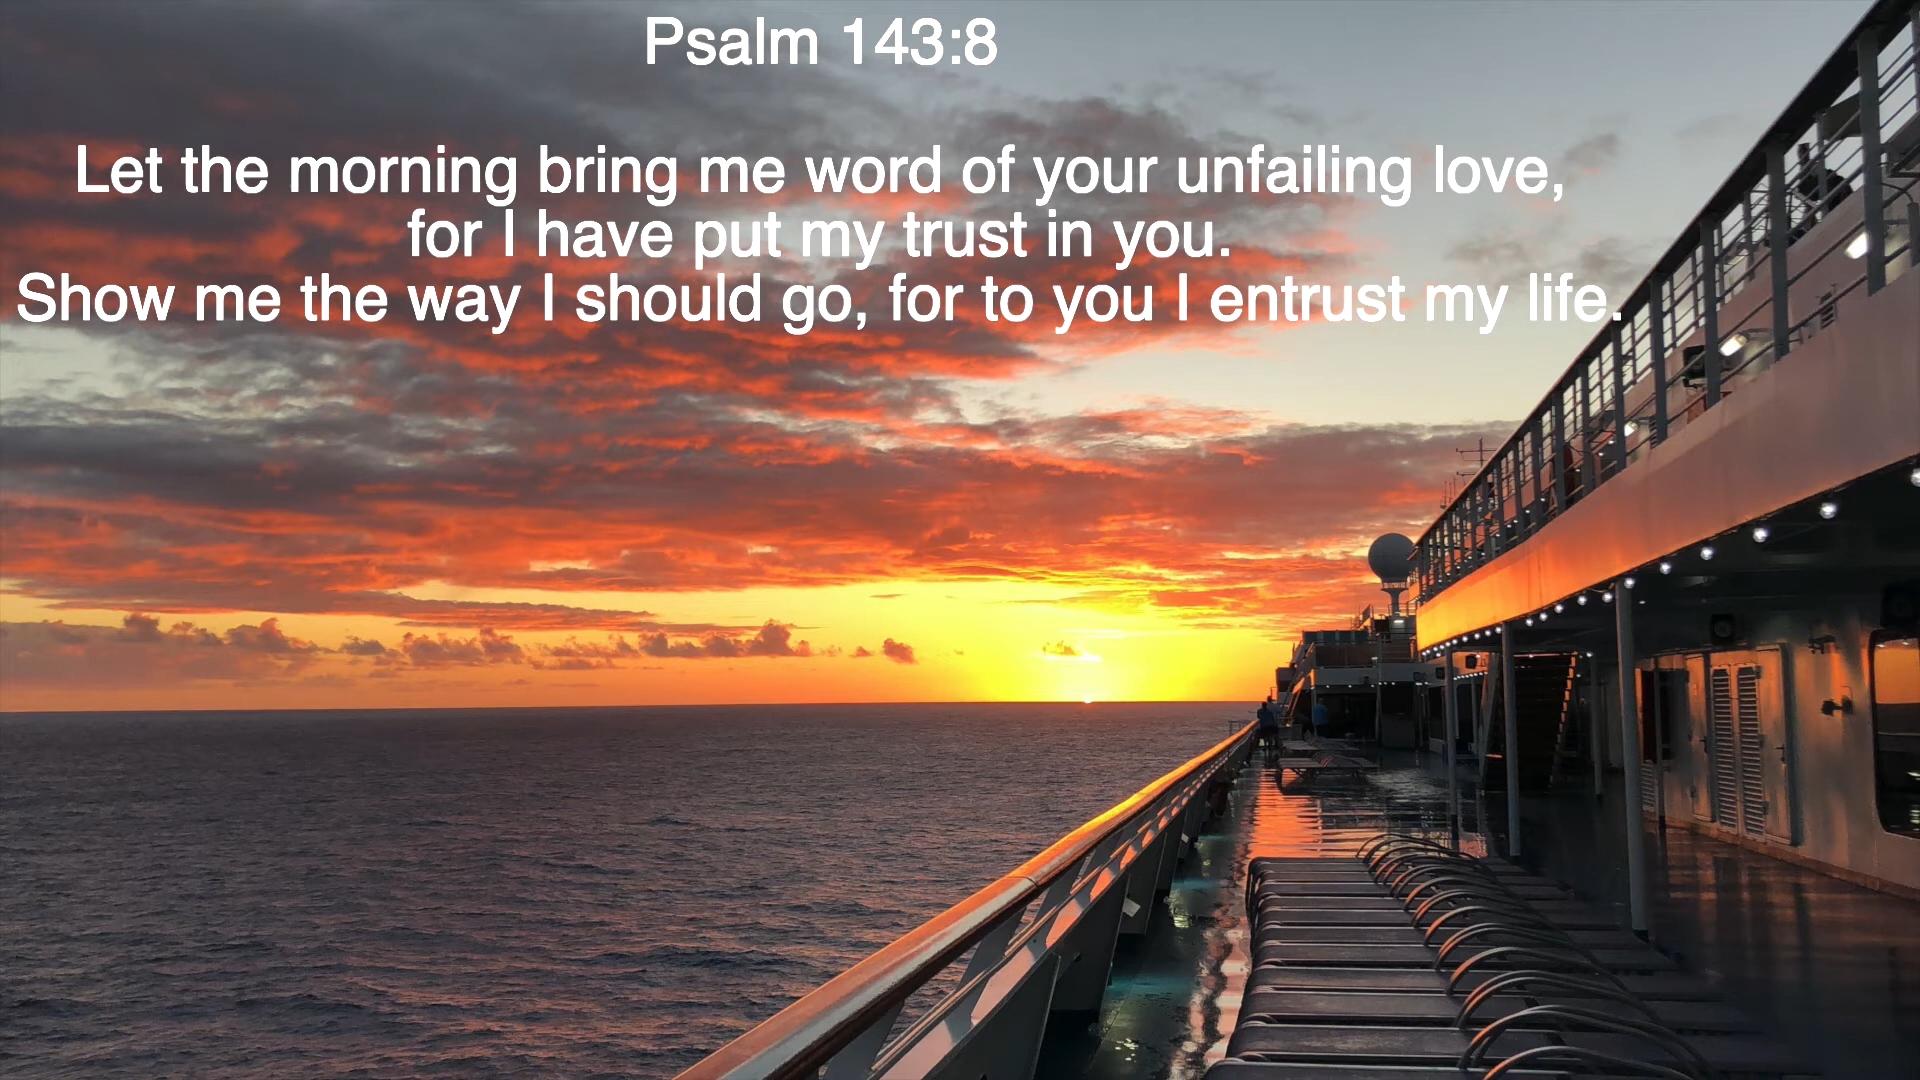 Psalm 143:8
Let the morning bring me word of your unfailing love,
for I have put my trust in you.
Show me the way I should go, for to you I entrust my life.